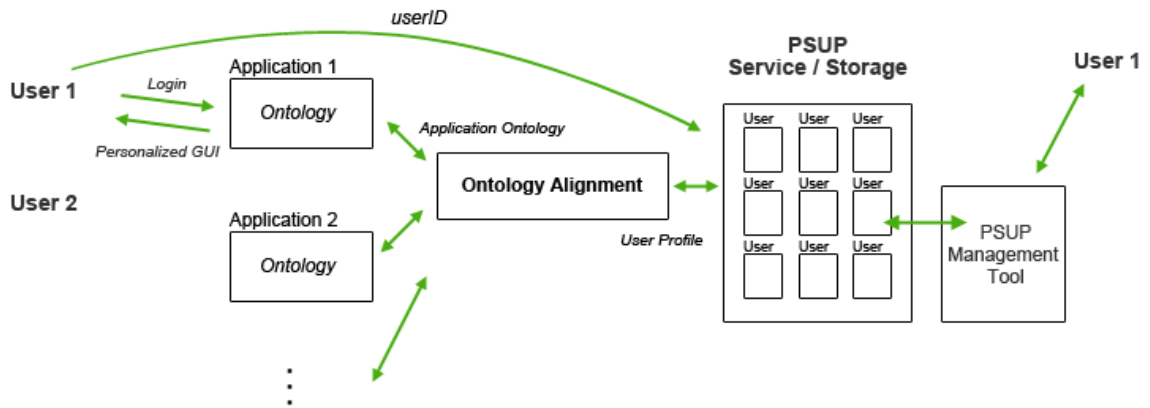 userID
PSUP
Service / Storage
User 1
User 1
Login
Application 1
Ontology
Personalized GUI
Application Ontology
Ontology Alignment
User Profile
User 2
Application 2
Ontology
User User User
User User User
User User User
PSUP
Management
Tool